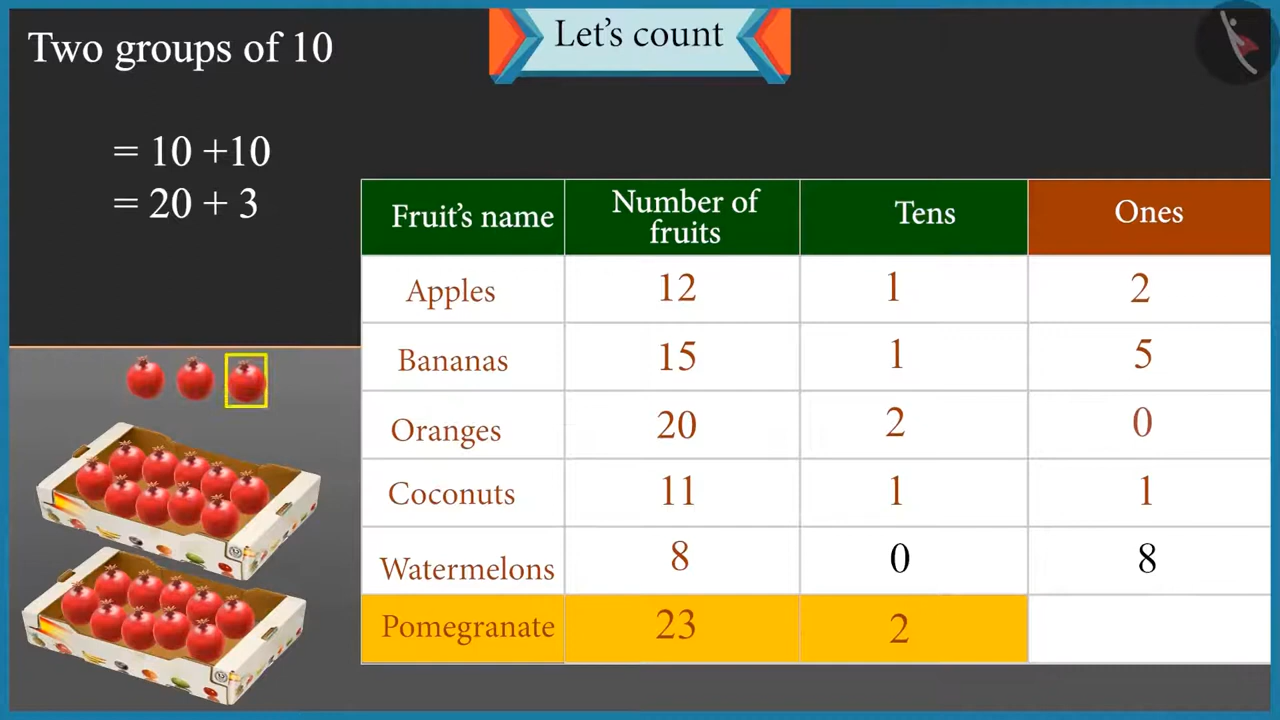 Let's count
Two groups of 10
= 10 +10
= 20 + 3
Fruit's name Number of fruits Tens Ones
Apples 12 1 2
Bananas 15 1 5
Oranges 20 2 0
Coconuts 11 1 1
Watermelons 8 0 8
Pomegranate 23 2